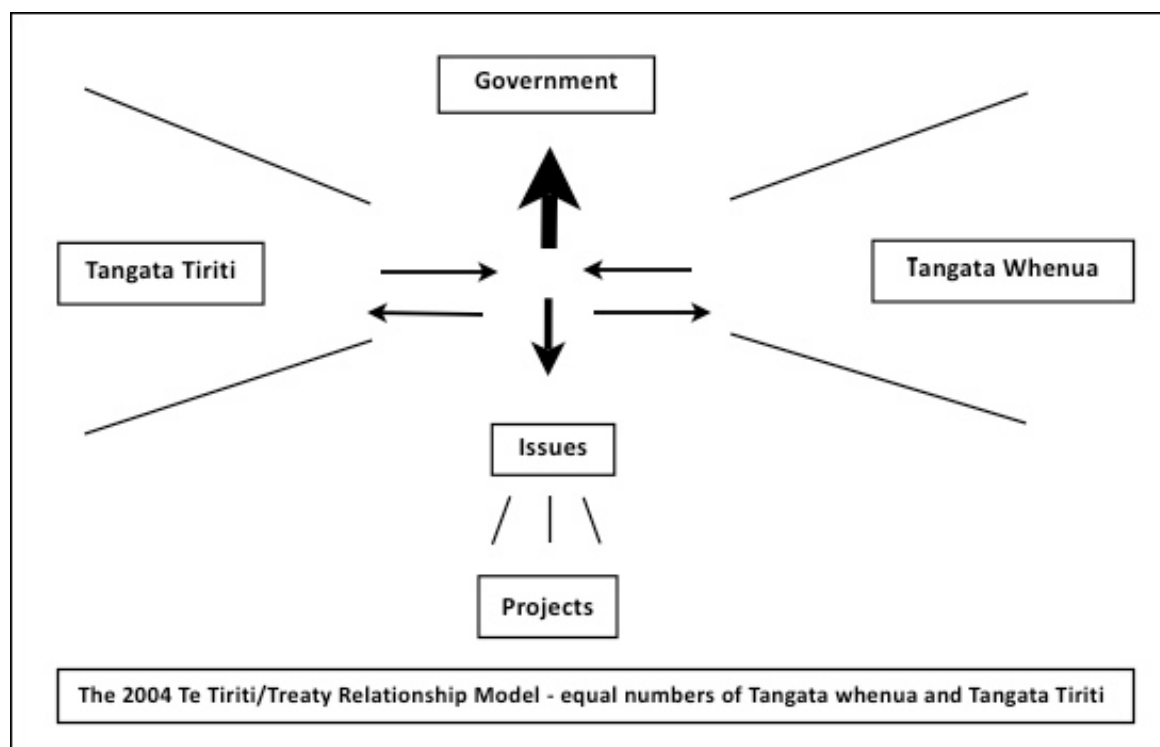 Government
Tangata Tiriti
Tangata Whenua
Issues
Projects
The 2004 Te Tiriti/Treaty Relationship Model - equal numbers of Tangata whenua and Tangata Tiriti